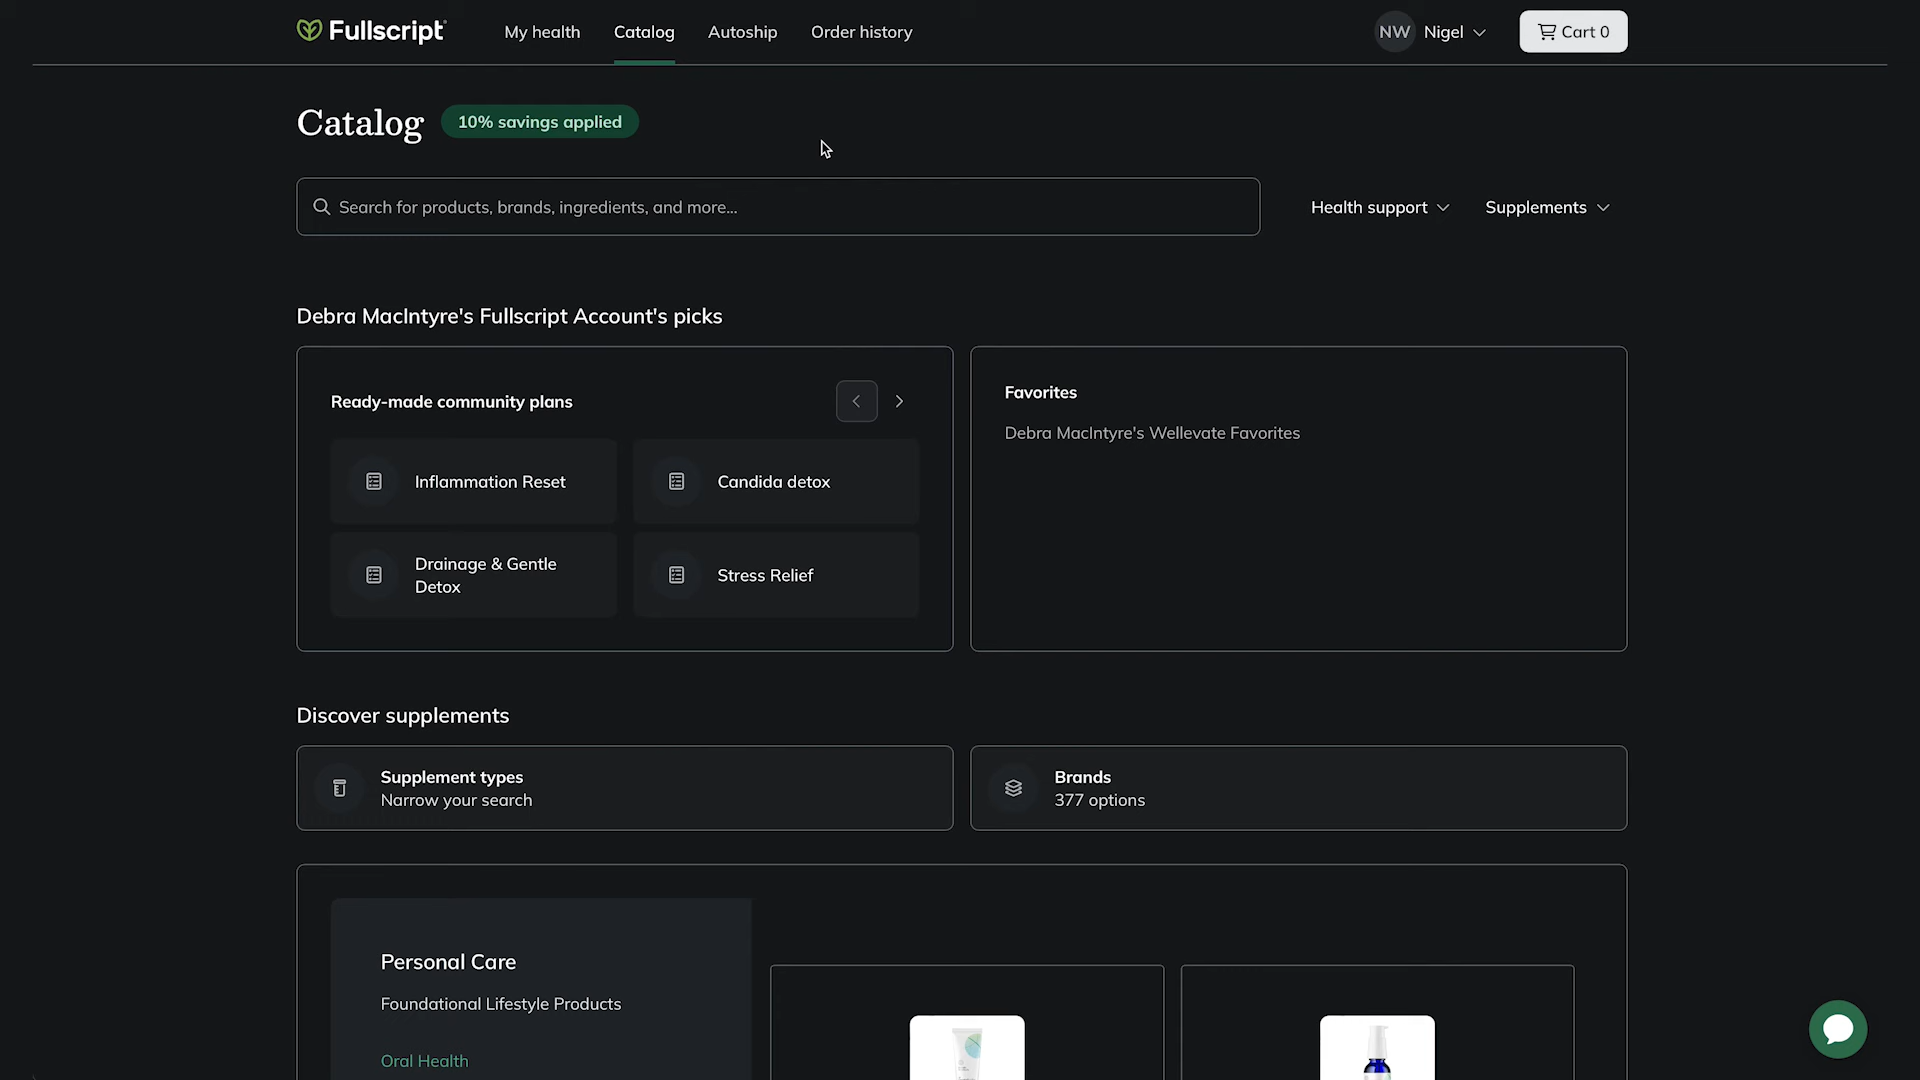 Fullscript
My health
Catalog
Autoship
Order history
NW
Nigel
Cart 0
Catalog
10% savings applied
Search for products, brands, ingredients, and more...
Health support
Supplements
Debra MacIntyre's Fullscript Account's picks
Ready-made community plans
Inflammation Reset
Candida detox
Drainage & Gentle
Detox
Stress Relief
Favorites
Debra MacIntyre's Wellevate Favorites
Discover supplements
Supplement types
Narrow your search
Brands
377 options
Personal Care
Foundational Lifestyle Products
Oral Health